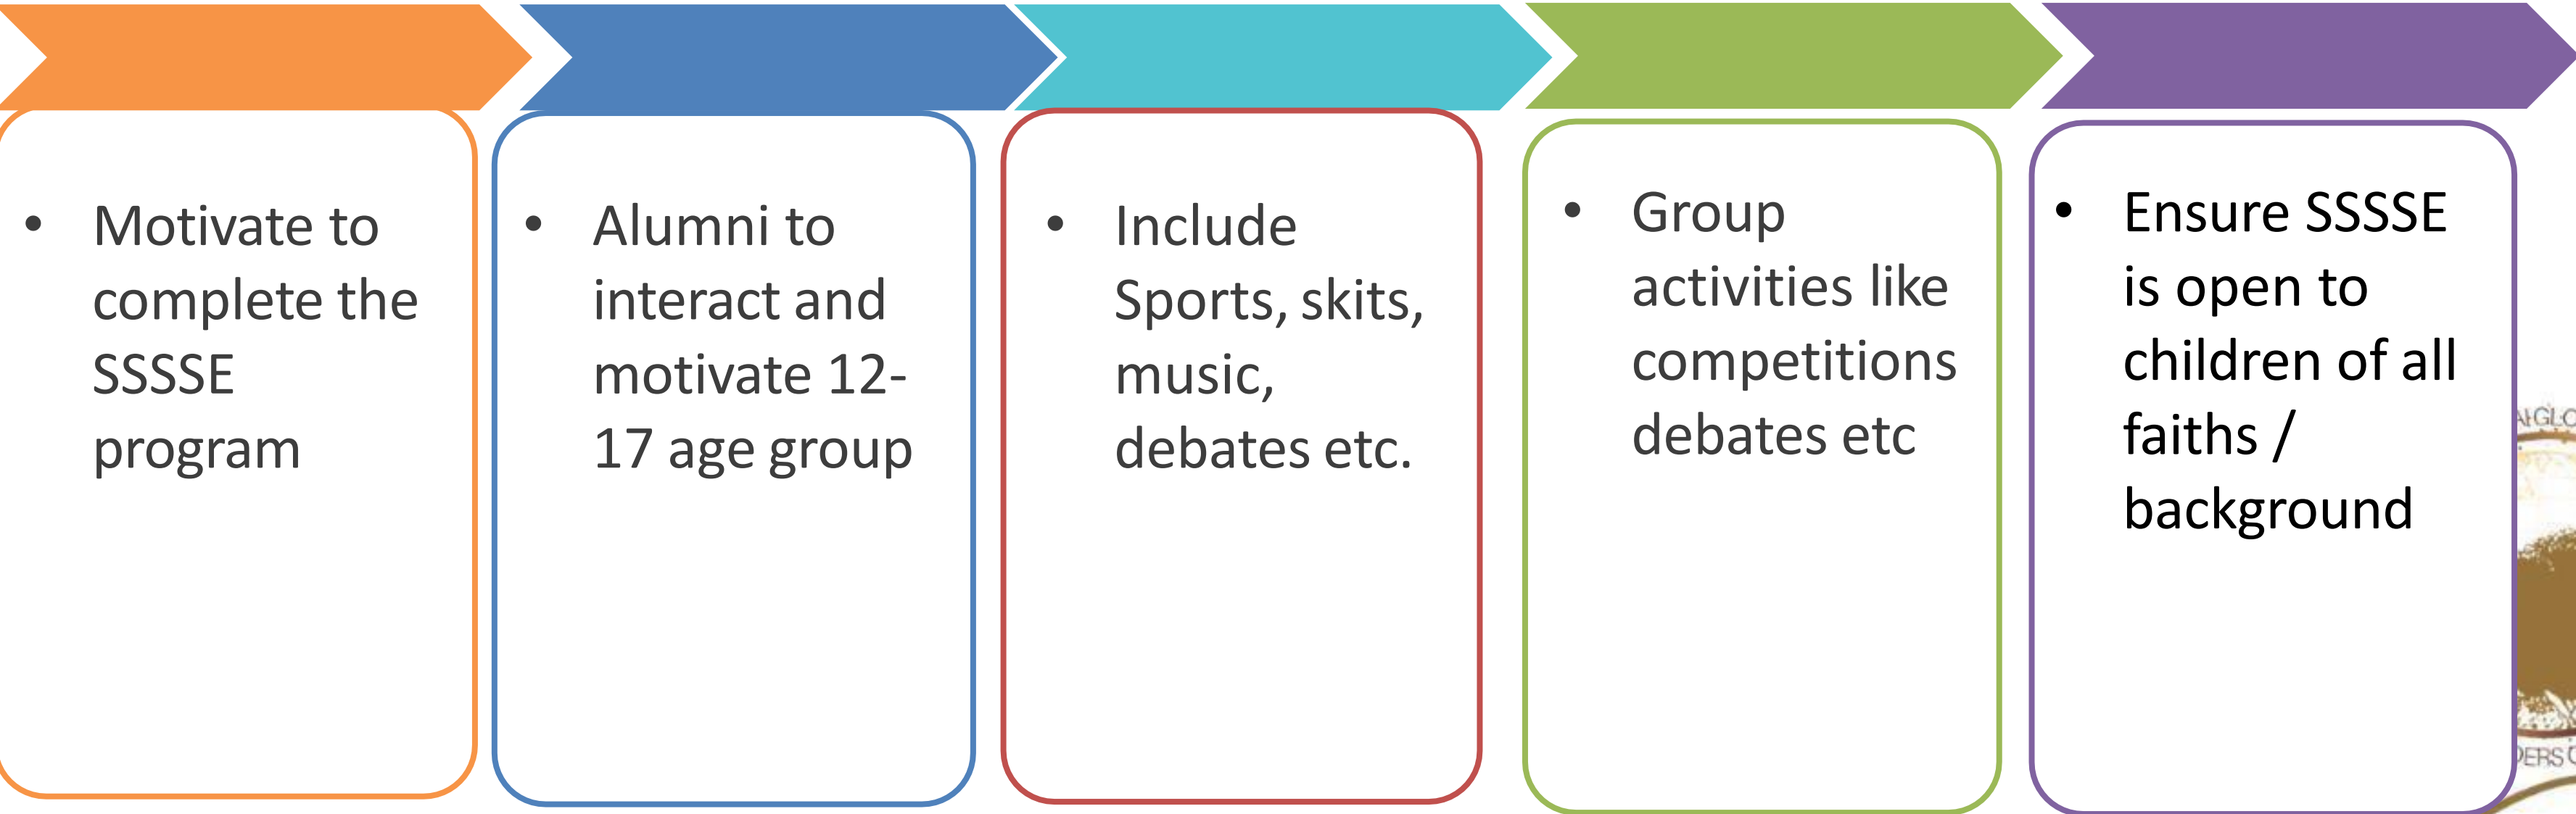 • Motivate to
complete the
SSSSE
program
• Alumni to
interact and
motivate 12-
17 age group
• Include
Sports, skits,
music,
debates etc.
• Group
activities like
competitions
debates etc
• Ensure SSSSE
is open to
children of all
faiths /
background